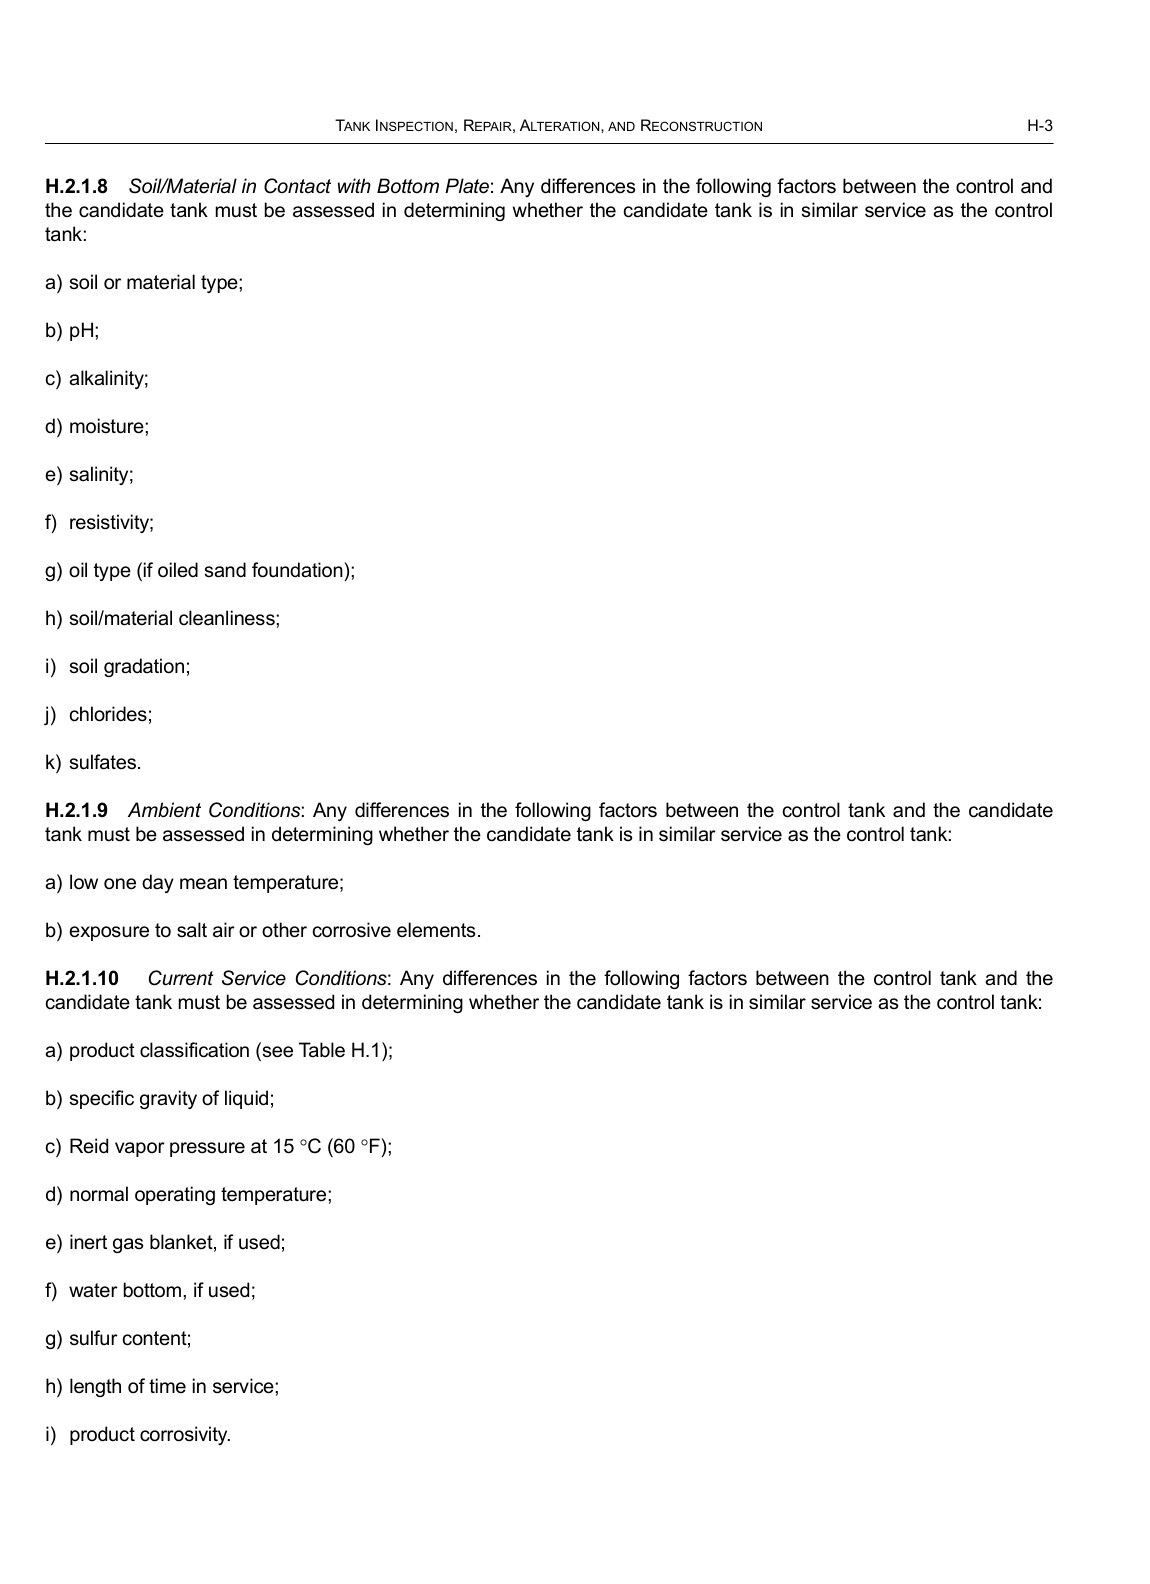 TANK INSPECTION, REPAIR, ALTERATION, AND RECONSTRUCTION H-3
H.2.1.8 Soil/Material in Contact with Bottom Plate: Any differences in the following factors between the control and
the candidate tank must be assessed in determining whether the candidate tank is in similar service as the control
tank:
a) soil or material type;
b) pH;
c) alkalinity;
d) moisture;
e) salinity;
f) resistivity;
g) oil type (if oiled sand foundation);
h) soil/material cleanliness;
i) soil gradation;
j) chlorides;
k) sulfates.
H.2.1.9 Ambient Conditions: Any differences in the following factors between the control tank and the candidate
tank must be assessed in determining whether the candidate tank is in similar service as the control tank:
a) low one day mean temperature;
b) exposure to salt air or other corrosive elements.
H.2.1.10 Current Service Conditions: Any differences in the following factors between the control tank and the
candidate tank must be assessed in determining whether the candidate tank is in similar service as the control tank:
a) product classification (see Table H.1);
b) specific gravity of liquid;
c) Reid vapor pressure at 15 °C (60 °F);
d) normal operating temperature;
e) inert gas blanket, if used;
f) water bottom, if used;
g) sulfur content;
h) length of time in service;
i) product corrosivity.